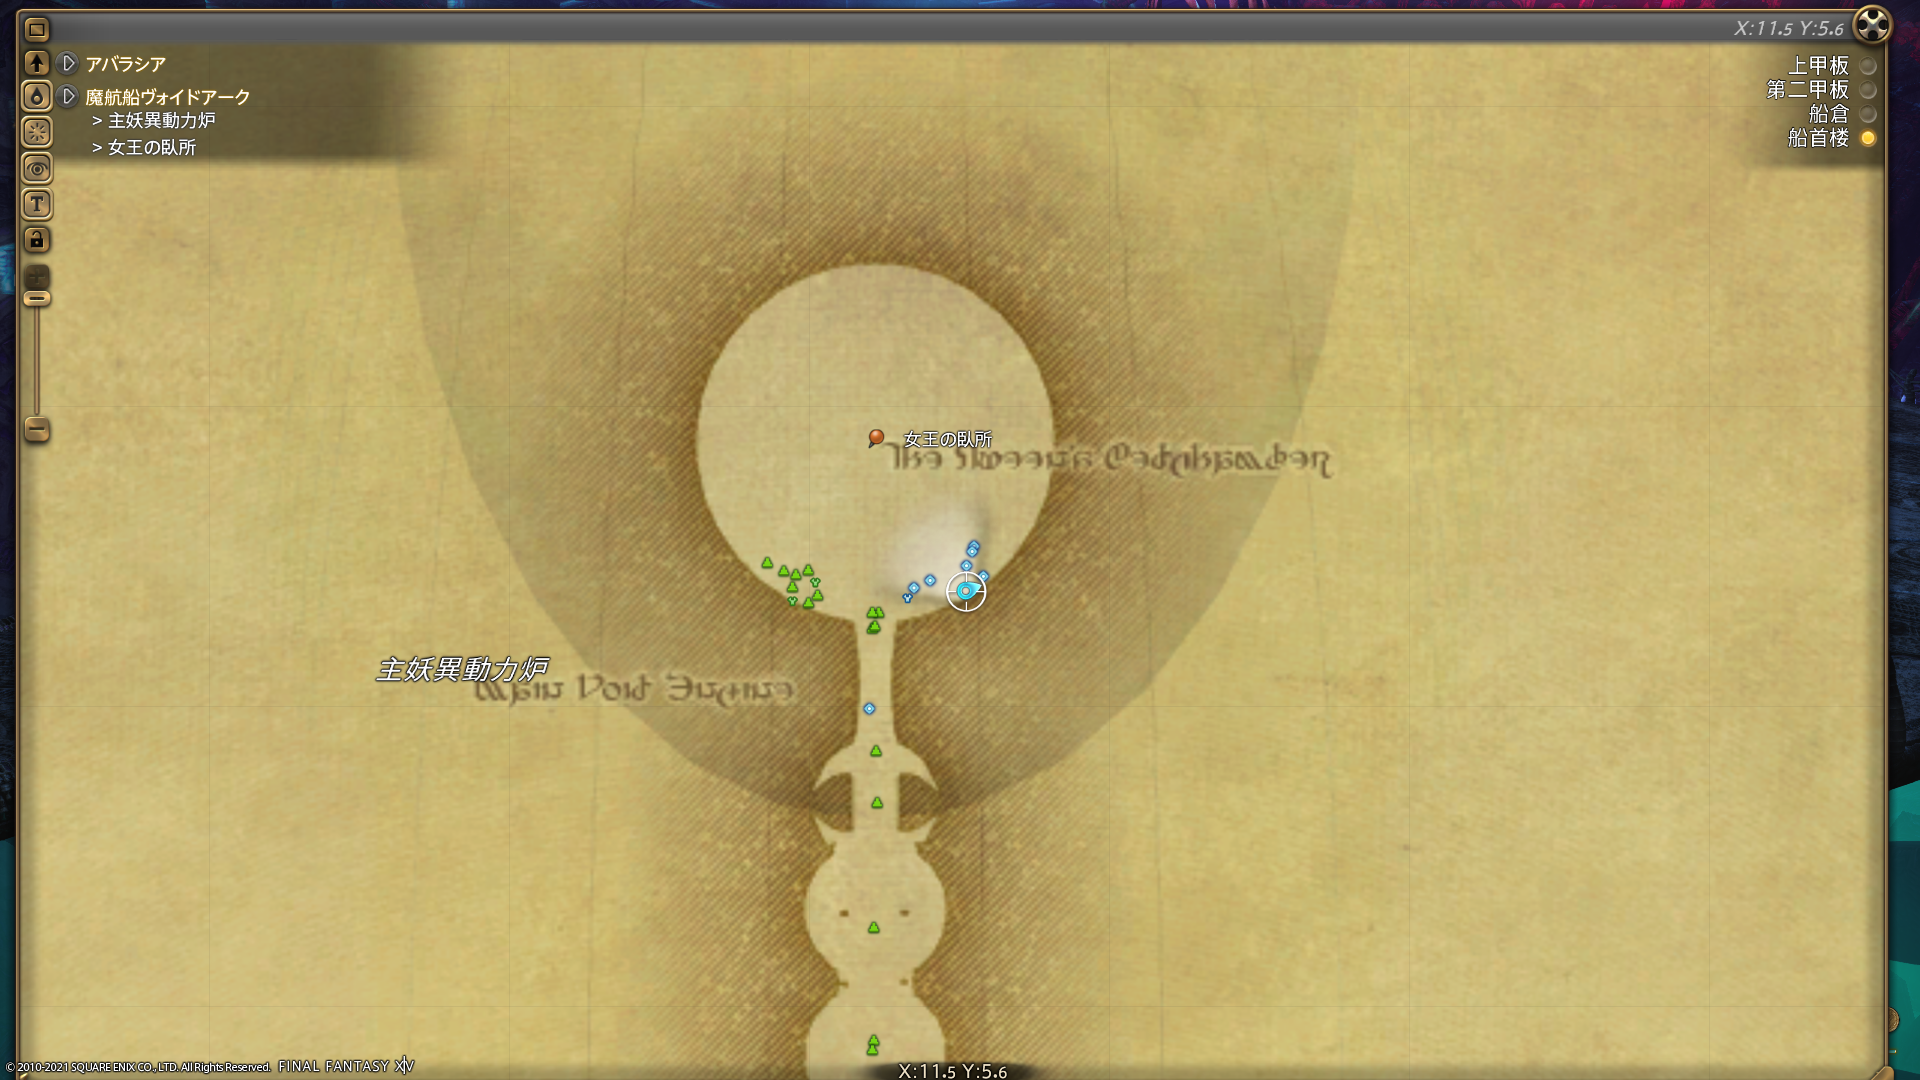 X:11.5 Y:5.6
アバラシア
魔航船ヴォイドアーク
> 主妖異動力炉
> 女王の臥所
上甲板
第二甲板
船倉
船首楼
T
女王の臥所
主妖異動力炉
© 2010-2021 SQUARE ENIX CO., LTD. All Rights Reserved. FINAL FANTASY XIV
X:11.5 Y:5.6